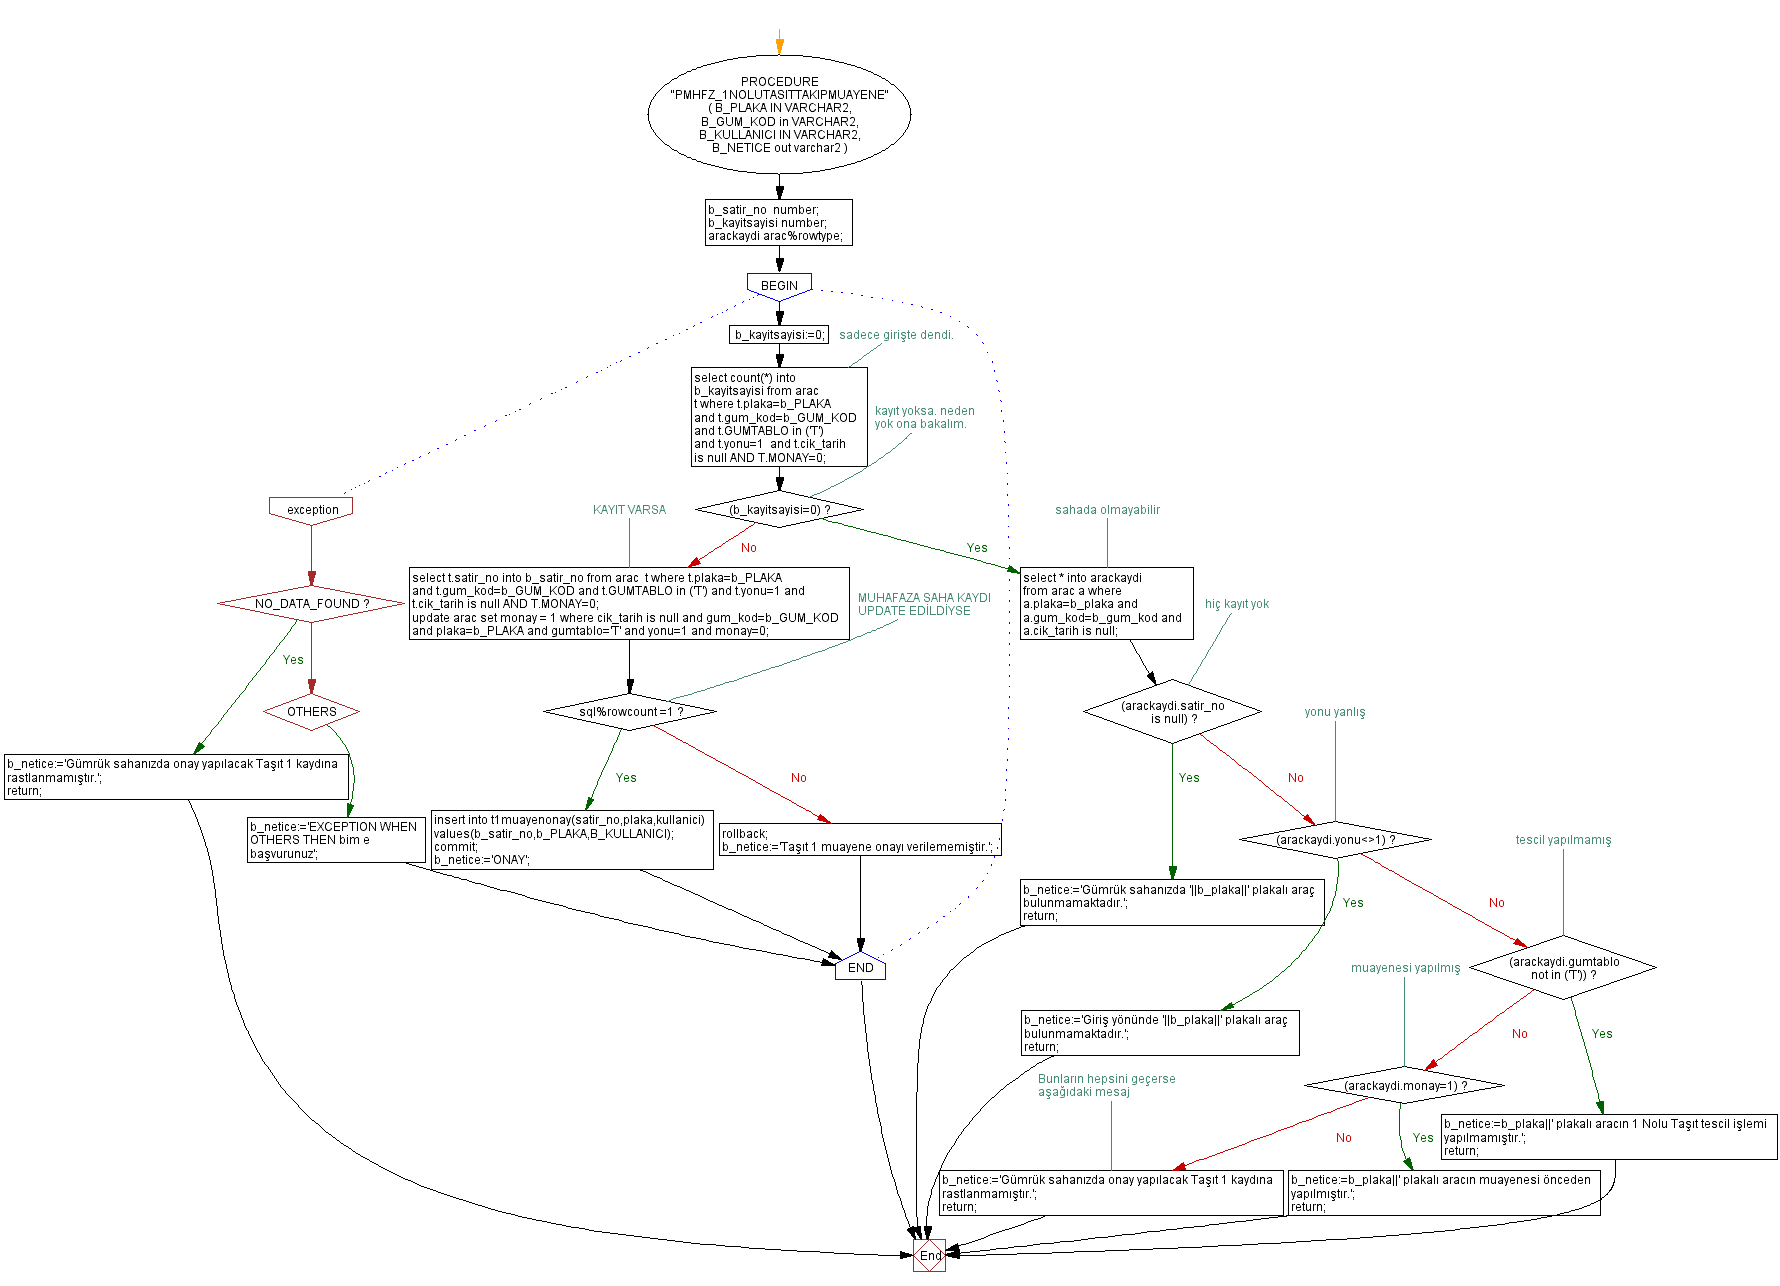 PROCEDURE
"PMHFZ_1NOLUTASITTAKIPMUAYENE"
( B_PLAKA IN VARCHAR2,
B_GUM_KOD in VARCHAR2,
B_KULLANICI IN VARCHAR2,
B_NETICE out varchar2 )
b_satir_no  number;
b_kayitsayisi number;
arackaydi arac%rowtype;
BEGIN
b_kayitsayisi:=0;
sadece girişte dendi.
select count(*) into
b_kayitsayisi from arac
t where t.plaka=b_PLAKA
and t.gum_kod=b_GUM_KOD
and t.GUMTABLO in ('T')
and t.yonu=1  and t.cik_tarih
is null AND T.MONAY=0;
kayıt yoksa. neden
yok ona bakalım.
exception
KAYIT VARSA
(b_kayitsayisi=0) ?
sahada olmayabilir
No
Yes
select t.satir_no into b_satir_no from arac  t where t.plaka=b_PLAKA
and t.gum_kod=b_GUM_KOD and t.GUMTABLO in ('T') and t.yonu=1 and
t.cik_tarih is null AND T.MONAY=0;
update arac set monay = 1 where cik_tarih is null and gum_kod=b_GUM_KOD
and plaka=b_PLAKA and gumtablo='T' and yonu=1 and monay=0;
select * into arackaydi
from arac a where
a.plaka=b_plaka and
a.gum_kod=b_gum_kod and
a.cik_tarih is null;
NO_DATA_FOUND ?
MUHAFAZA SAHA KAYDI
UPDATE EDİLDİYSE
hiç kayıt yok
Yes
OTHERS
sql%rowcount =1 ?
(arackaydi.satir_no
is null) ?
yonu yanlış
b_netice:='Gümrük sahanızda onay yapılacak Taşıt 1 kaydına
rastlanmamıştır.';
return;
Yes
No
Yes
No
b_netice:='EXCEPTION WHEN
OTHERS THEN bim e
başvurunuz';
insert into t1muayenonay(satir_no,plaka,kullanici)
values(b_satir_no,b_PLAKA,B_KULLANICI);
commit;
b_netice:='ONAY';
rollback;
b_netice:='Taşıt 1 muayene onayı verilememiştir.';
(arackaydi.yonu<>1) ?
tescil yapılmamış
b_netice:='Gümrük sahanızda '||b_plaka||' plakalı araç
bulunmamaktadır.';
return;
Yes
No
END
muayenesi yapılmış
(arackaydi.gumtablo
not in ('T')) ?
b_netice:='Giriş yönünde '||b_plaka||' plakalı araç
bulunmamaktadır.';
return;
No
Yes
Bunların hepsini geçerse
aşağıdaki mesaj
(arackaydi.monay=1) ?
b_netice:=b_plaka||' plakalı aracın 1 Nolu Taşıt tescil işlemi
yapılmamıştır.';
return;
No
Yes
b_netice:='Gümrük sahanızda onay yapılacak Taşıt 1 kaydına
rastlanmamıştır.';
return;
b_netice:=b_plaka||' plakalı aracın muayenesi önceden
yapılmıştır.';
return;
End